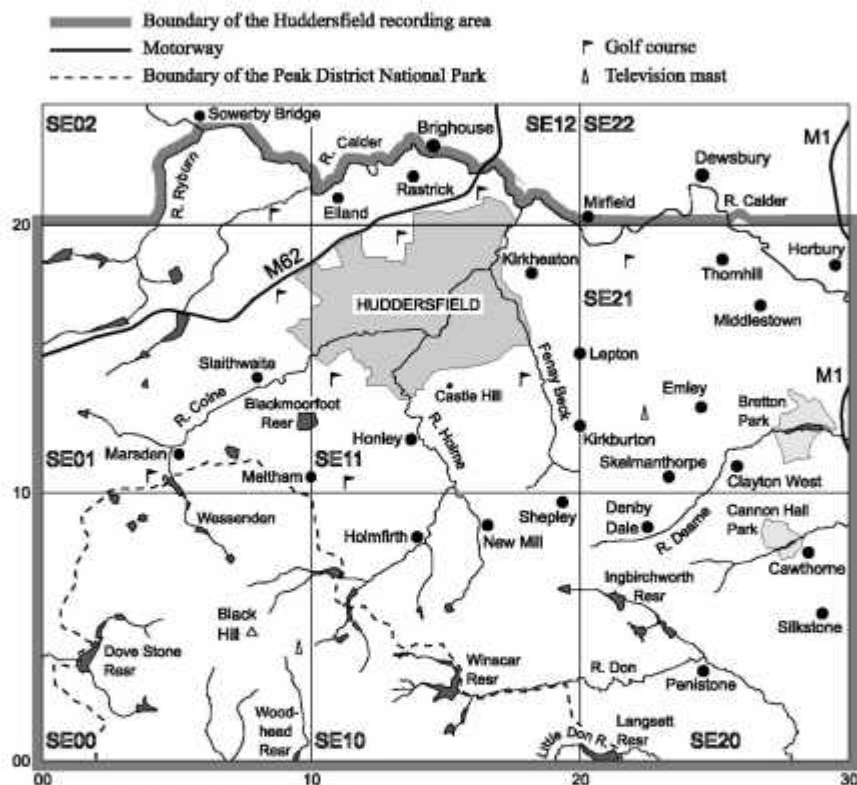 Boundary of the Huddersfield recording area
Motorway
Golf course
Boundary of the Peak District National Park
Television mast
SE02
Sowerby Bridge
R. Calder
Brighouse
SE12
SE22
M1
R. Ryburn
Rastrick
Dewsbury
Elland
Mirfield
R. Calder
20
M62
Kirkheaton
Thornhill
Horbury
HUDDERSFIELD
SE21
Middlestown
Slaithwaite
Fenay Beck
Lepton
R. Colne
Castle Hill
Emley
M1
Blackmoorfoot
Resr
Bretton
Park
R. Holme
Honley
Kirkburton
Marsden
SE01
SE11
Skelmanthorpe
Meltham
Clayton West
10
Wessenden
Shepley
Denby
Dale
Cannon Hall
Park
Holmfirth
New Mill
R. Dearne
Cawthorne
Ingbirchworth
Resr
Black
Hill
Silkstone
Dove Stone
Resr
Winscar
Resr
R. Don
Penistone
Wood-
head
Resr
Little Don R.
Langsett
Resr
SE00
SE10
SE20
00
00
10
20
30